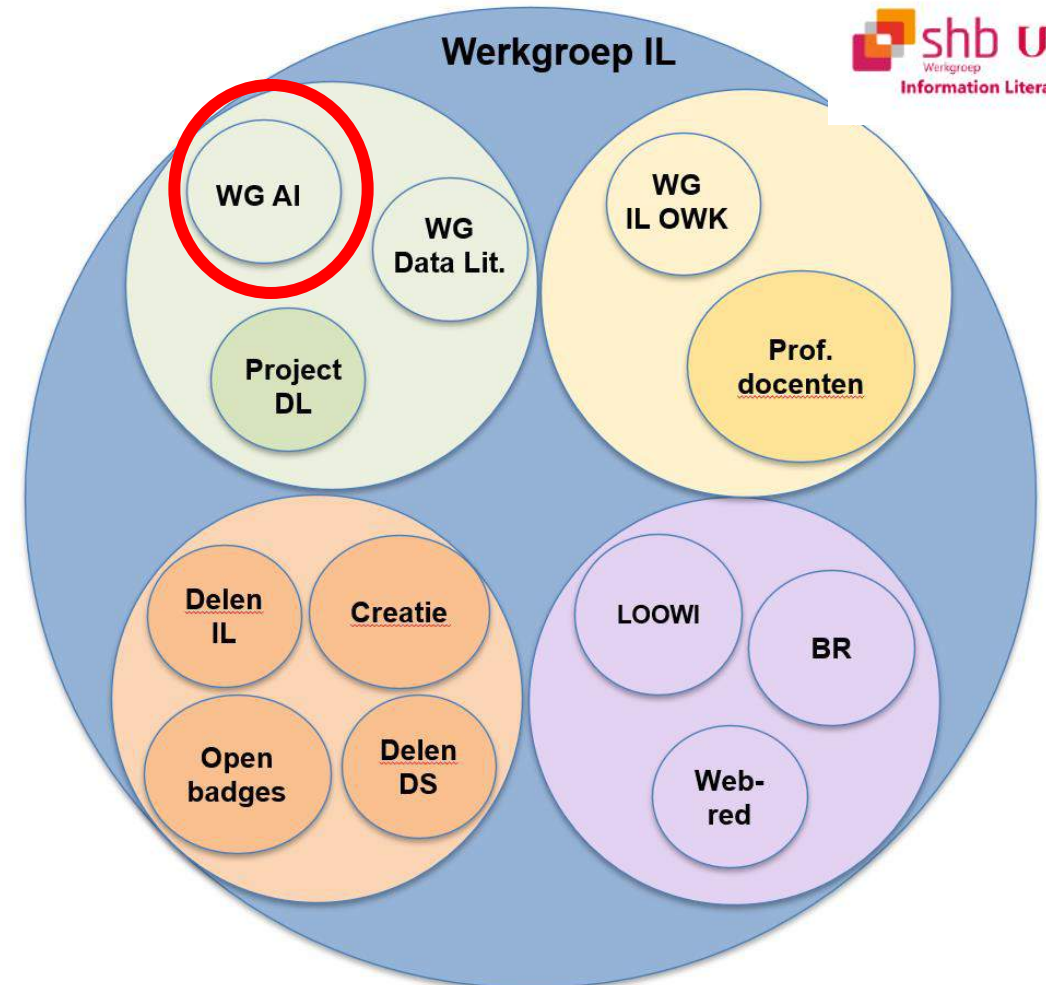 Werkgroep IL
shb U
Werkgroep
Information Litera
WG AI
WG
Data Lit.
Project
DL
WG
IL OWK
Prof.
docenten
Delen
IL
Creatie
Open
badges
Delen
DS
LOOWI
BR
Web-
red